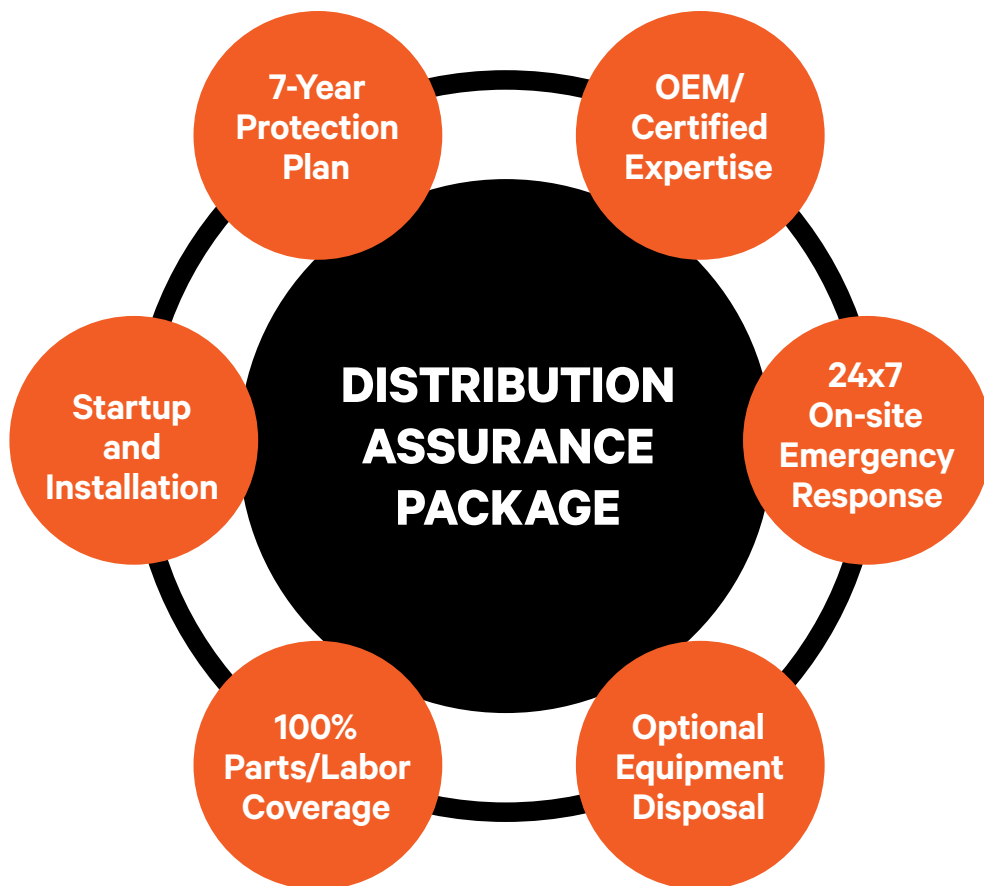 7-Year
Protection
Plan
OEM/
Certified
Expertise
24x7
On-site
Emergency
Response
Optional
Equipment
Disposal
100%
Parts/Labor
Coverage
Startup
and
Installation
DISTRIBUTION
ASSURANCE
PACKAGE